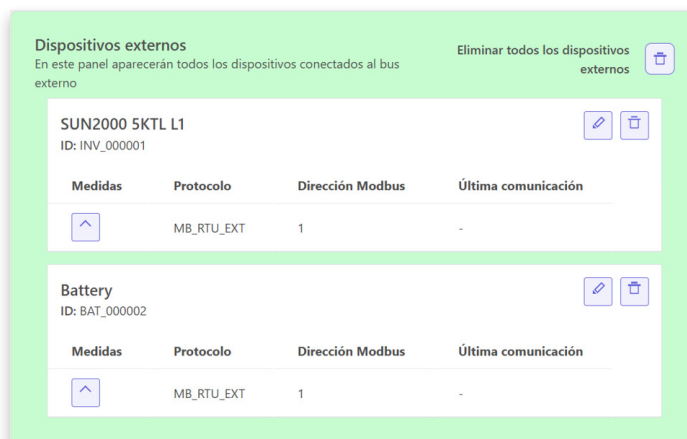 Dispositivos externos
En este panel aparecerán todos los dispositivos conectados al bus
externo
Eliminar todos los dispositivos
externos
SUN2000 5KTL L1
ID: INV_000001
Medidas Protocolo Dirección Modbus Última comunicación
MB_RTU_EXT 1 -
Battery
ID: BAT_000002
Medidas Protocolo Dirección Modbus Última comunicación
MB_RTU_EXT 1 -